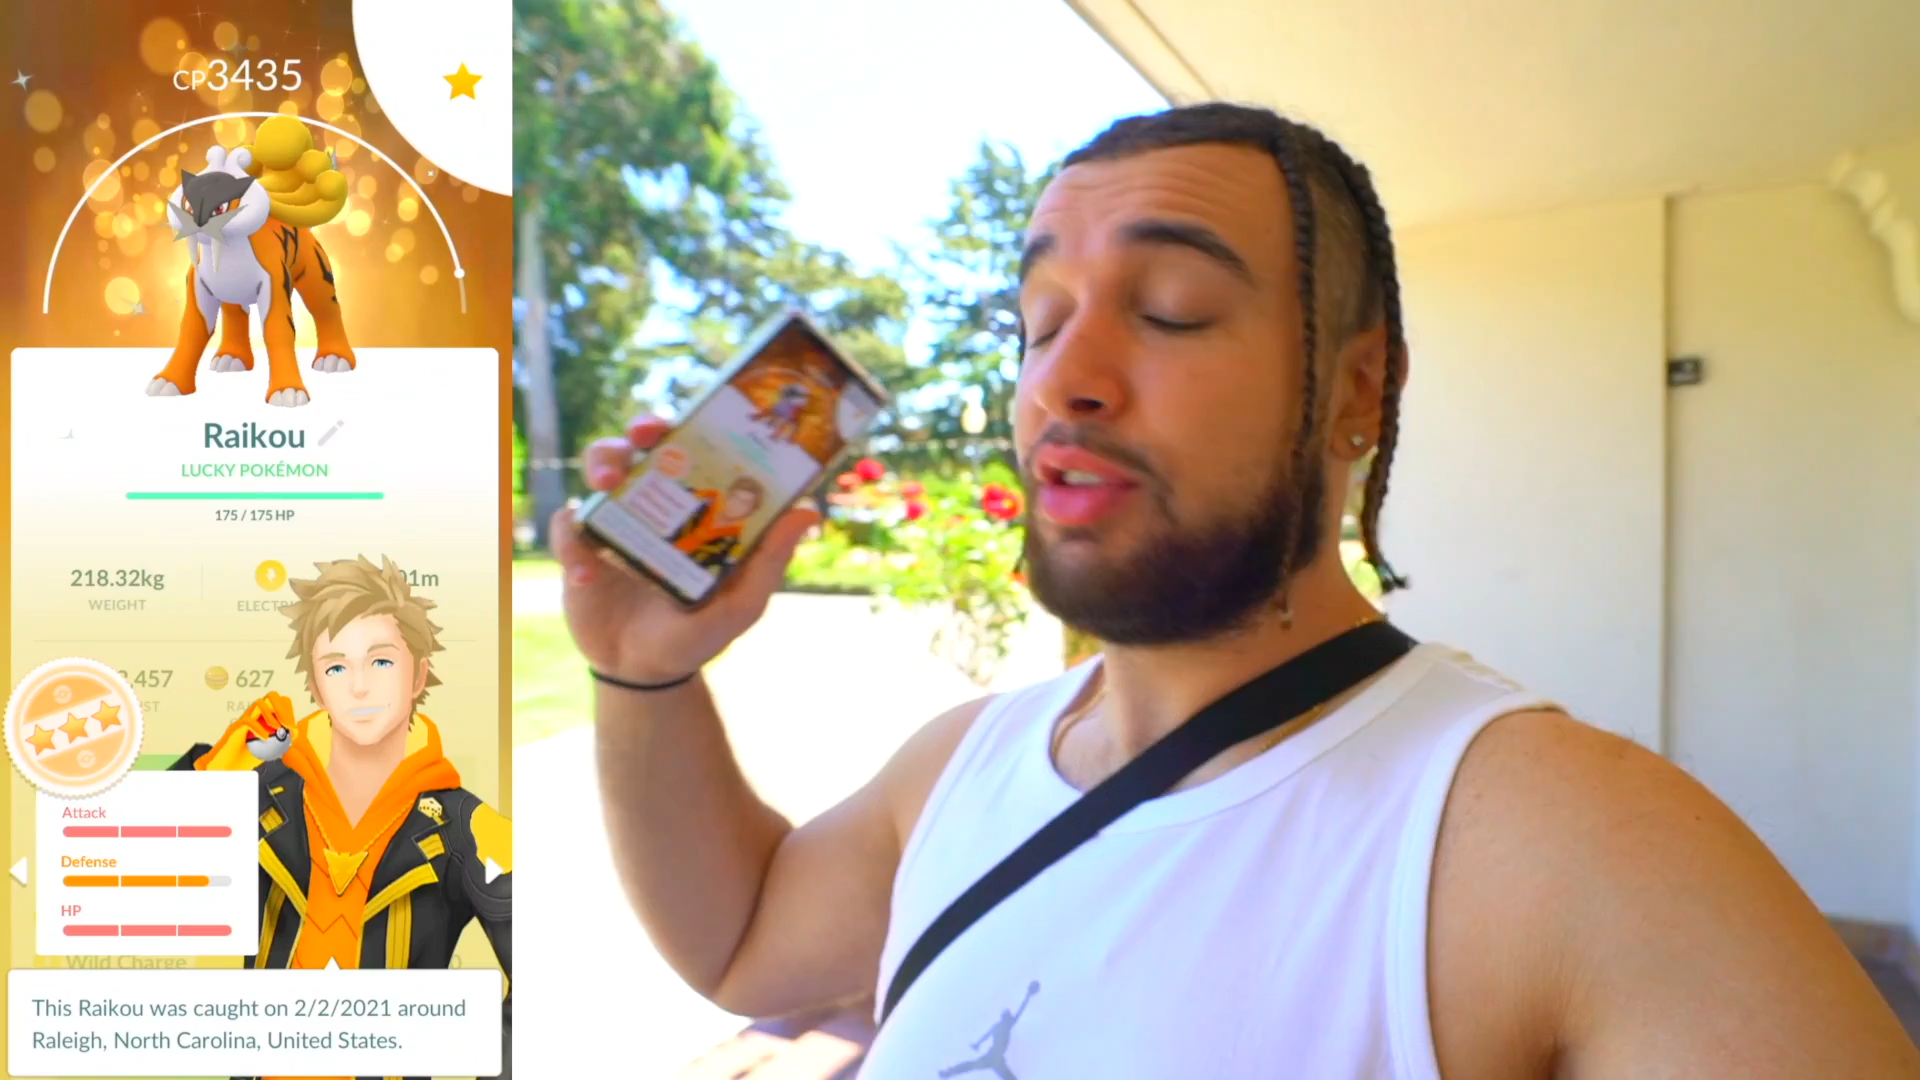 CP3435
Raikou
LUCKY POKÉMON
175 / 175 HP
218.32kg
WEIGHT
627
Attack
Defense
HP
Wild Charge
This Raikou was caught on 2/2/2021 around
Raleigh, North Carolina, United States.